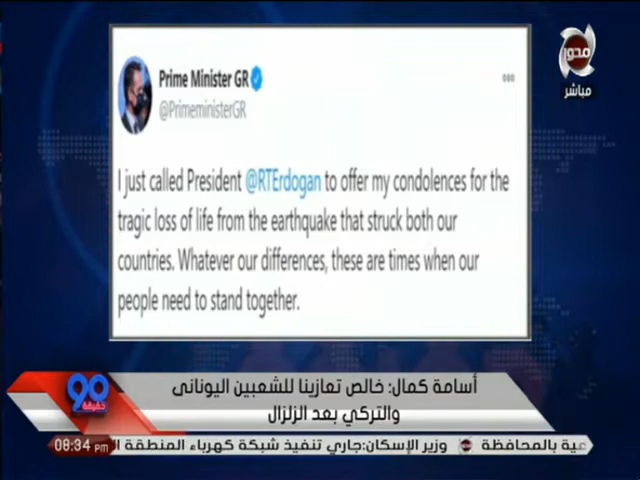 محور
مباشر
Prime Minister GR
@PrimeministerGR
I just called President @RTErdogan to offer my condolences for the
tragic loss of life from the earthquake that struck both our
countries. Whatever our differences, these are times when our
people need to stand together.
90
دقيقة
أسامة كمال: خالص تعازينا للشعبين اليونانى
والتركي بعد الزلزال
08:34 pm
عية بالمحافظة
وزير الإسكان:جاري تنفيذ شبكة كهرباء المنطقة ال